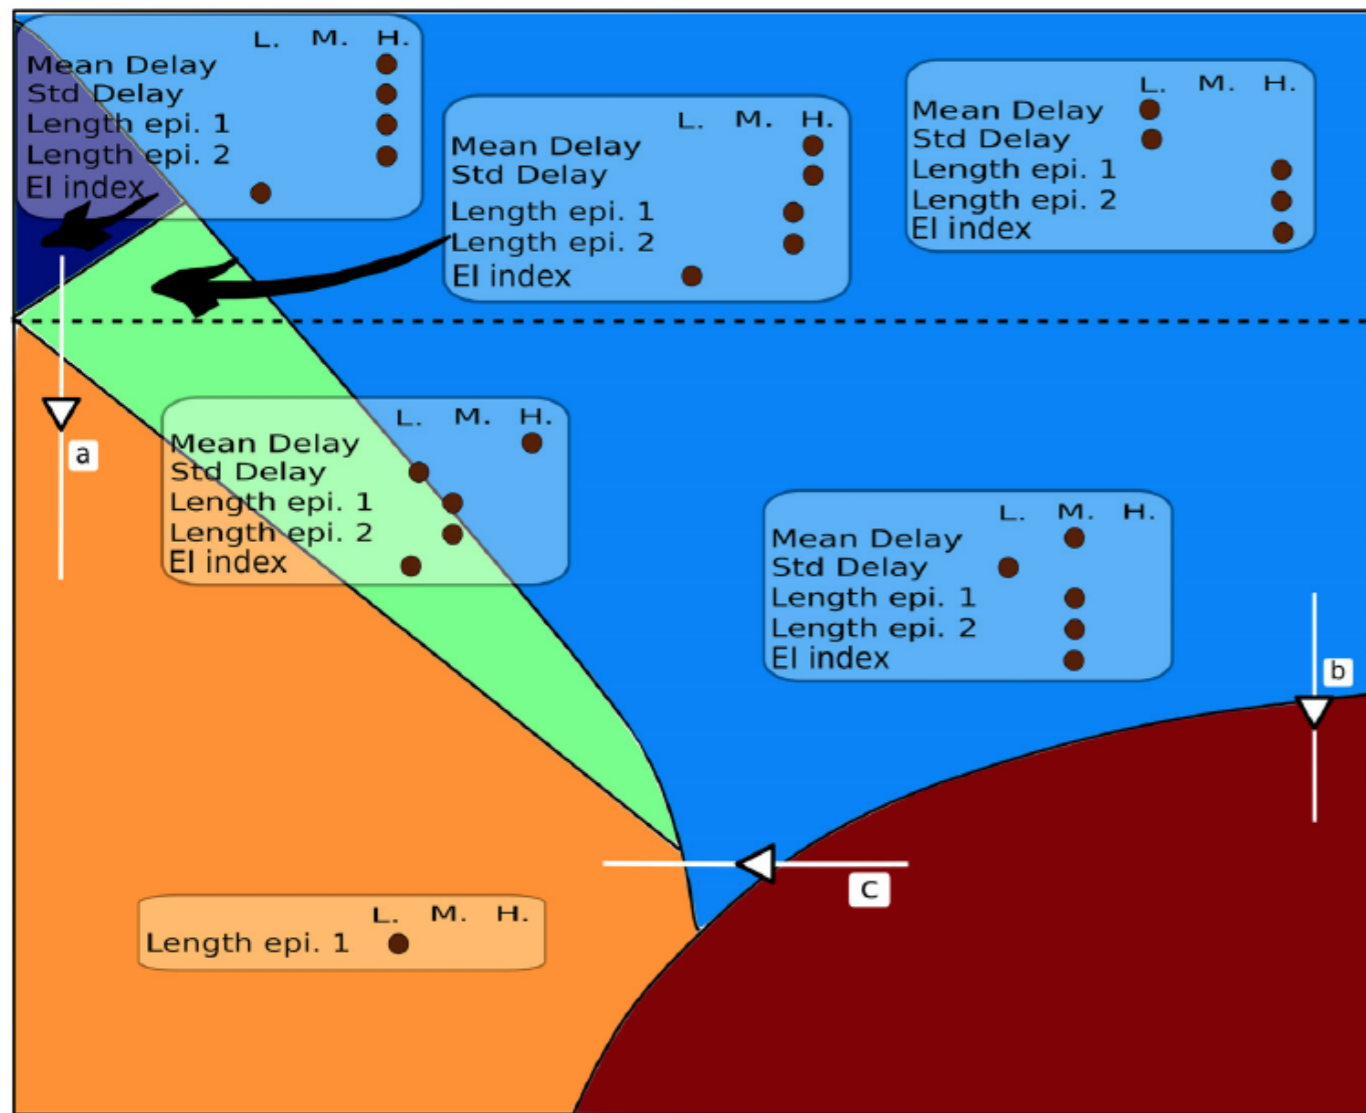 L. M. H.
Mean Delay
Std Delay
Length epi. 1
Length epi. 2
EI index
L. M. H.
Mean Delay
Std Delay
Length epi. 1
Length epi. 2
EI index
L. M. H.
Mean Delay
Std Delay
Length epi. 1
Length epi. 2
EI index
a
L. M. H.
Mean Delay
Std Delay
Length epi. 1
Length epi. 2
EI index
L. M. H.
Mean Delay
Std Delay
Length epi. 1
Length epi. 2
EI index
b
c
L. M. H.
Length epi. 1